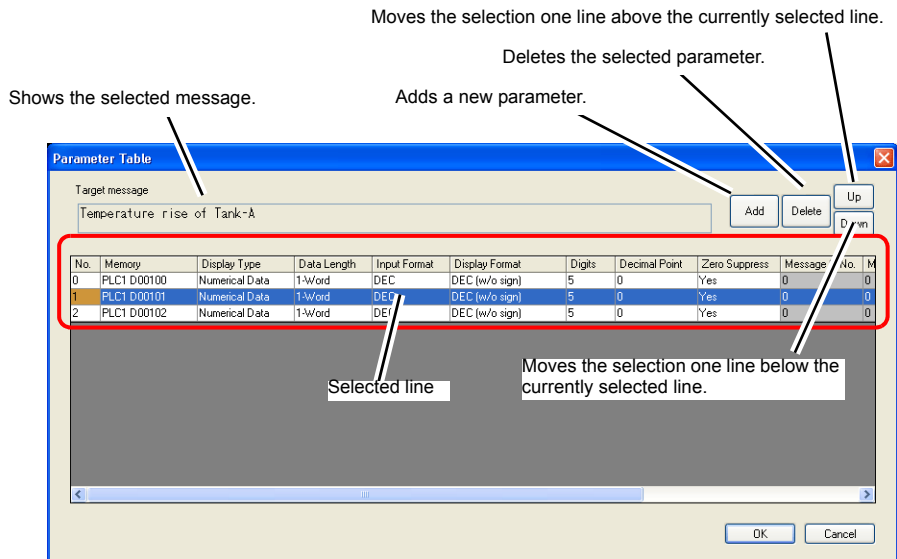 Moves the selection one line above the currently selected line.
Deletes the selected parameter.
Shows the selected message.
Adds a new parameter.
Parameter Table
Target message
Temperature rise of Tank-A
Add
Delete
Up
Down
No. Memory Display Type Data Length Input Format Display Format Digits Decimal Point Zero Suppress Message No. M
0 PLC1 D00100 Numerical Data 1-Word DEC DEC (w/o sign) 5 0 Yes 0 0
1 PLC1 D00101 Numerical Data 1-Word DEC DEC (w/o sign) 5 0 Yes 0 0
2 PLC1 D00102 Numerical Data 1-Word DEC DEC (w/o sign) 5 0 Yes 0 0
Selected line
Moves the selection one line below the
currently selected line.
OK
Cancel